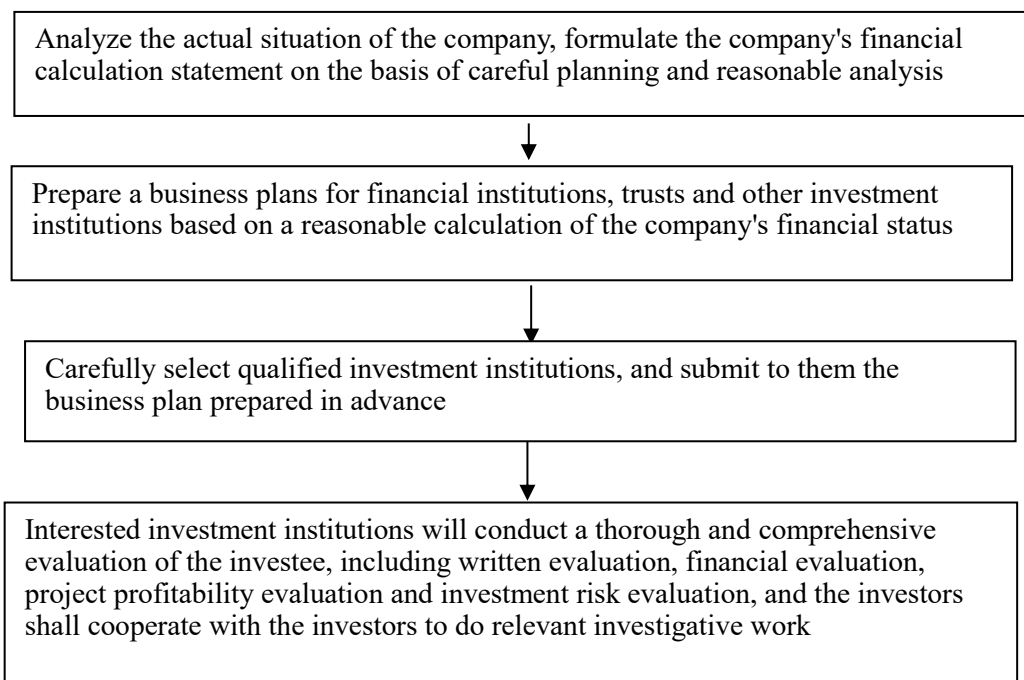 Analyze the actual situation of the company, formulate the company's financial
calculation statement on the basis of careful planning and reasonable analysis
Prepare a business plans for financial institutions, trusts and other investment
institutions based on a reasonable calculation of the company's financial status
Carefully select qualified investment institutions, and submit to them the
business plan prepared in advance
Interested investment institutions will conduct a thorough and comprehensive
evaluation of the investee, including written evaluation, financial evaluation,
project profitability evaluation and investment risk evaluation, and the investors
shall cooperate with the investors to do relevant investigative work